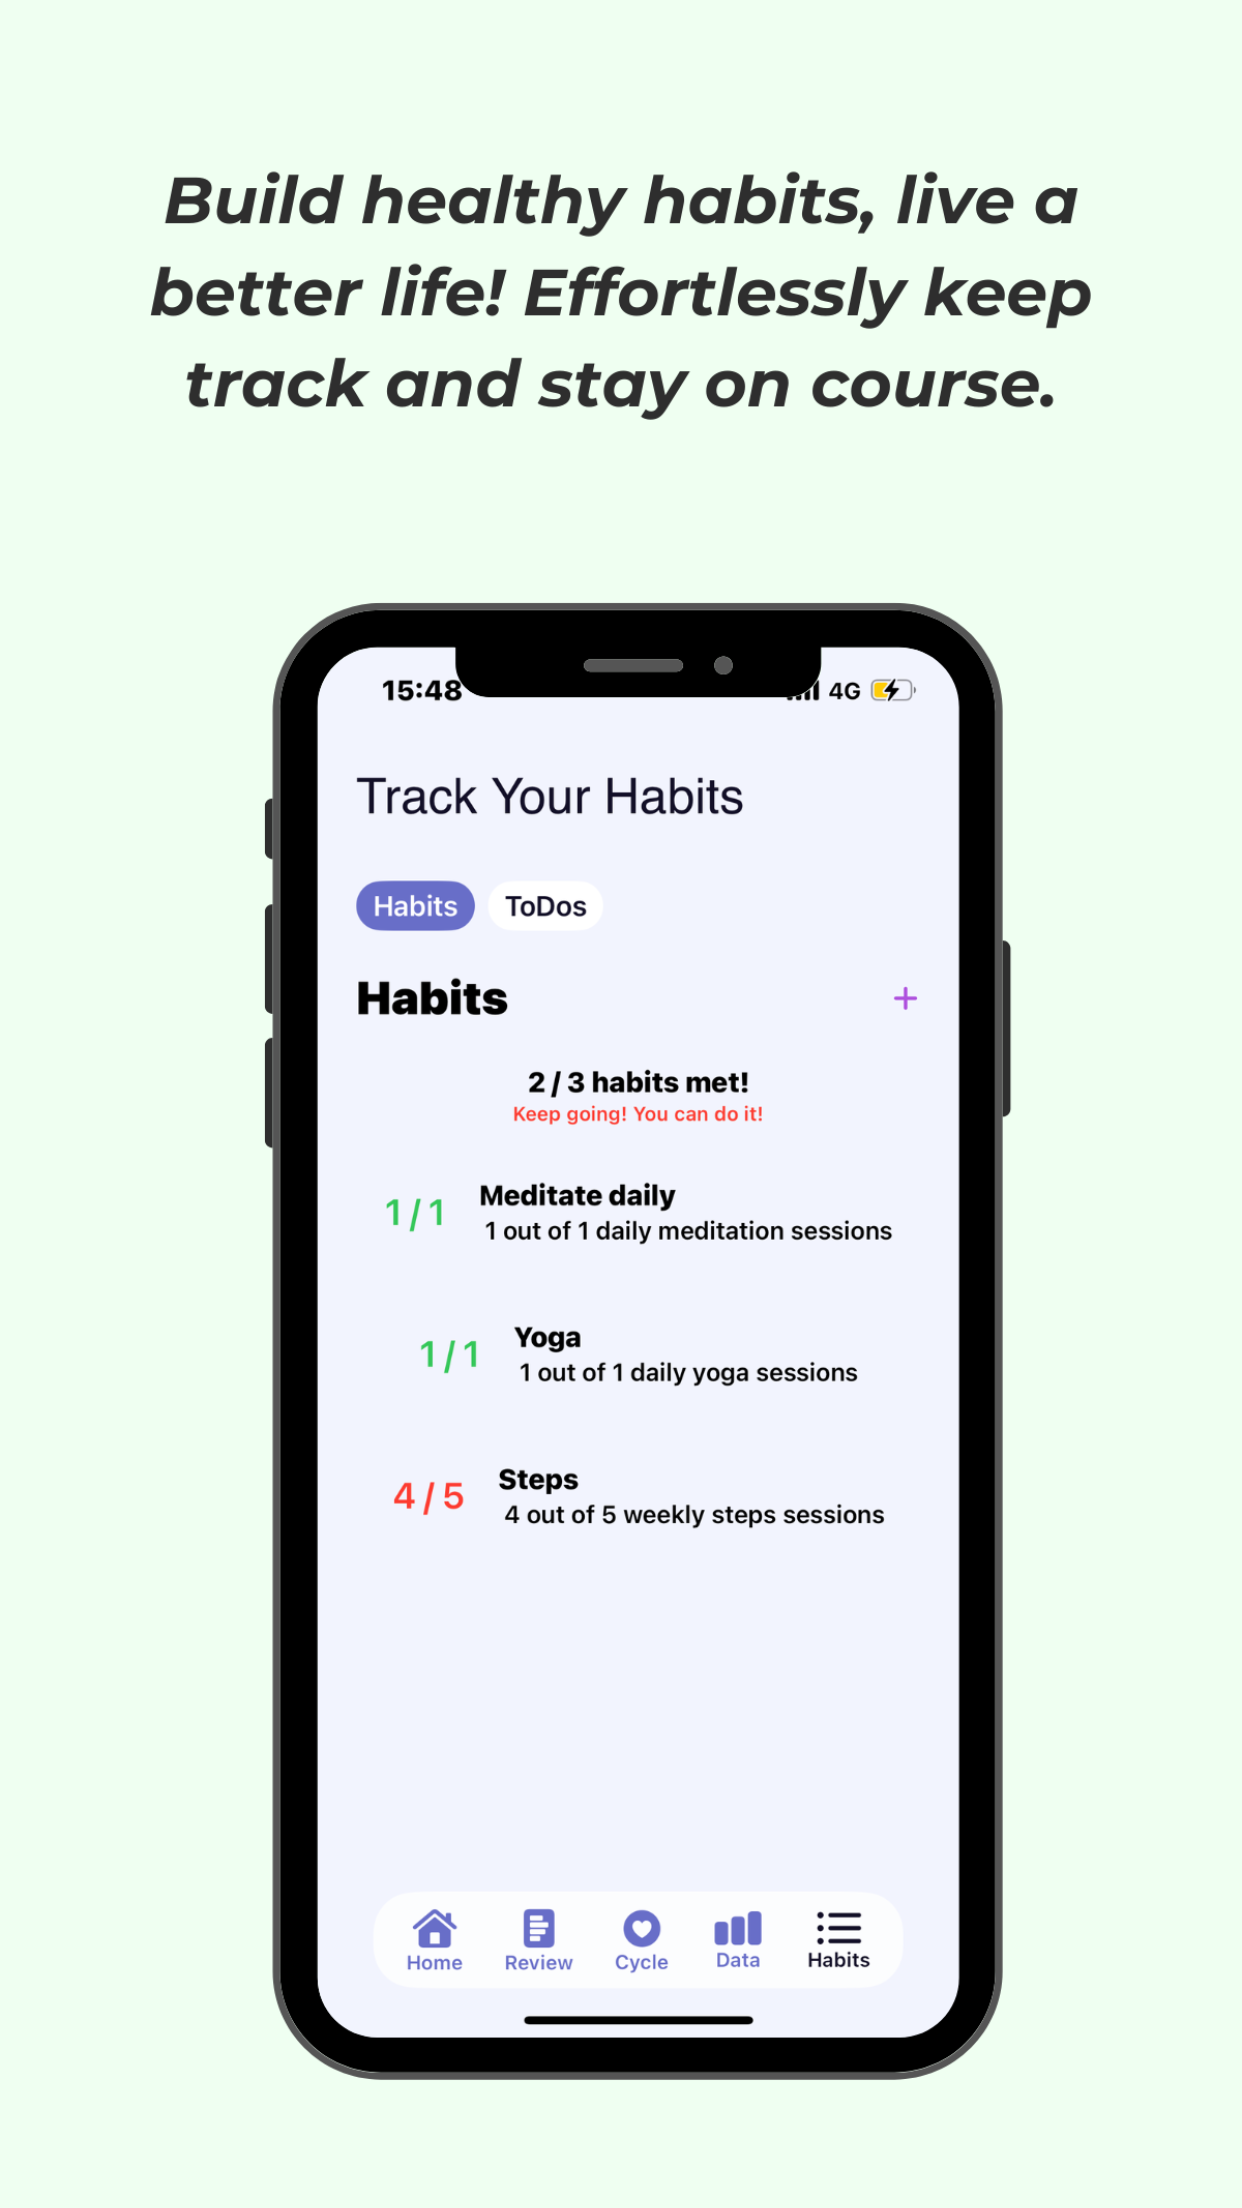 Build healthy habits, live a
better life! Effortlessly keep
track and stay on course.
15:48
4G
Track Your Habits
Habits
ToDos
Habits
+
2 / 3 habits met!
Keep going! You can do it!
1 / 1
Meditate daily
1 out of 1 daily meditation sessions
1 / 1
Yoga
1 out of 1 daily yoga sessions
4 / 5
Steps
4 out of 5 weekly steps sessions
Home
Review
Cycle
Data
Habits